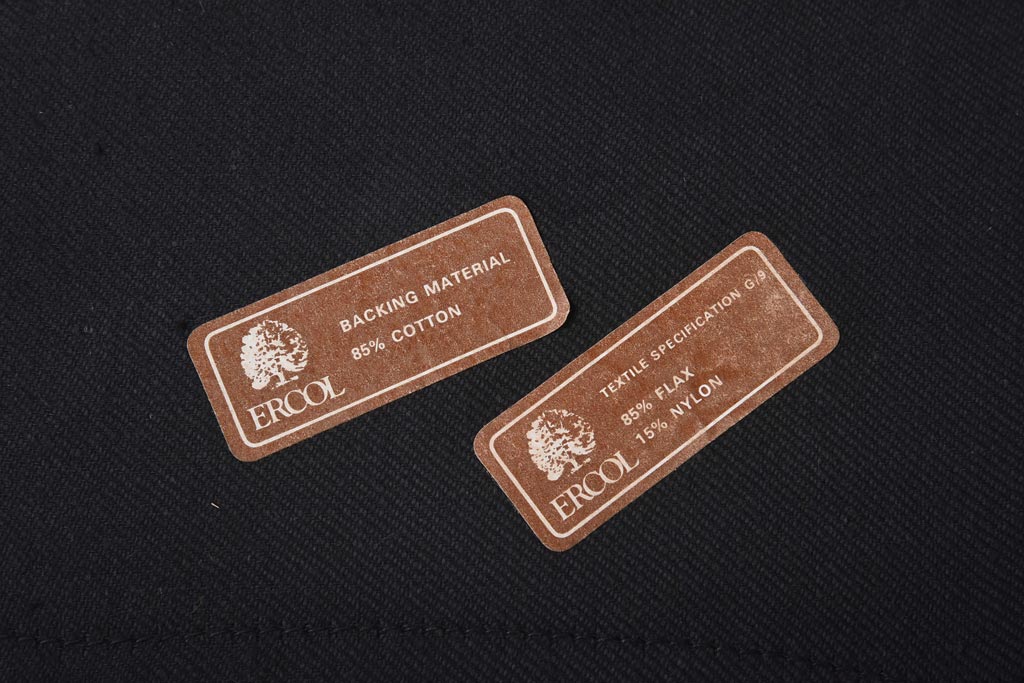 BACKING MATERIAL
85% COTTON
ERCOL
TEXTILE SPECIFICATION G/9
85% FLAX
15% NYLON
ERCOL